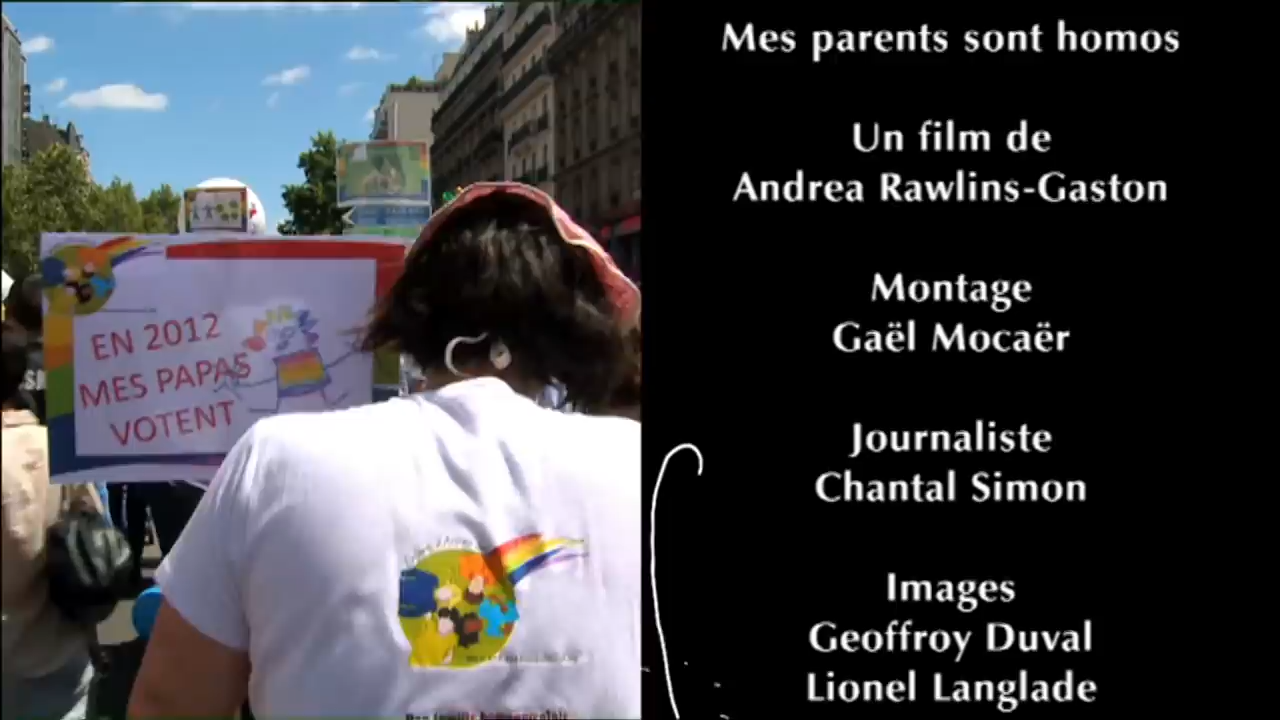 EN 2012
MES PAPAS
VOTENT
Mes parents sont homos
Un film de
Andrea Rawlins-Gaston
Montage
Gaël Mocaër
Journaliste
Chantal Simon
Images
Geoffroy Duval
Lionel Langlade